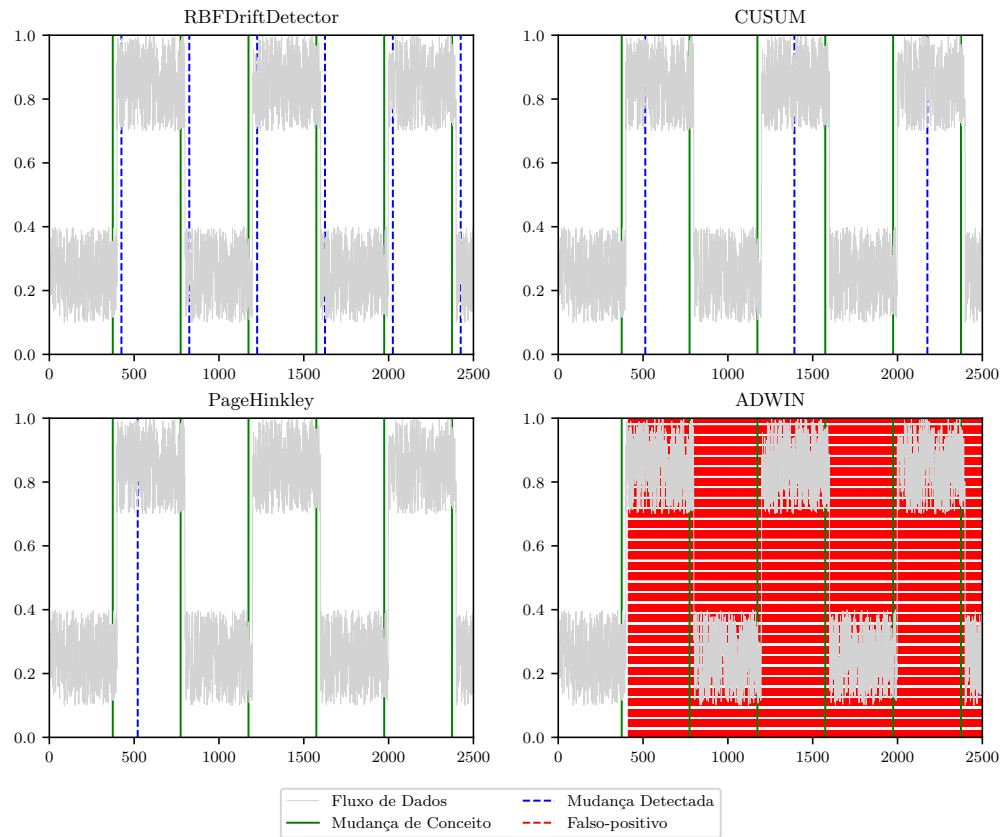 RBFDriftDetector
1.0
0.8
0.6
0.4
0.2
0.0
0 500 1000 1500 2000 2500
CUSUM
1.0
0.8
0.6
0.4
0.2
0.0
0 500 1000 1500 2000 2500
PageHinkley
1.0
0.8
0.6
0.4
0.2
0.0
0 500 1000 1500 2000 2500
ADWIN
1.0
0.8
0.6
0.4
0.2
0.0
0 500 1000 1500 2000 2500
Fluxo de Dados
Mudança de Conceito
Mudança Detectada
Falso-positivo